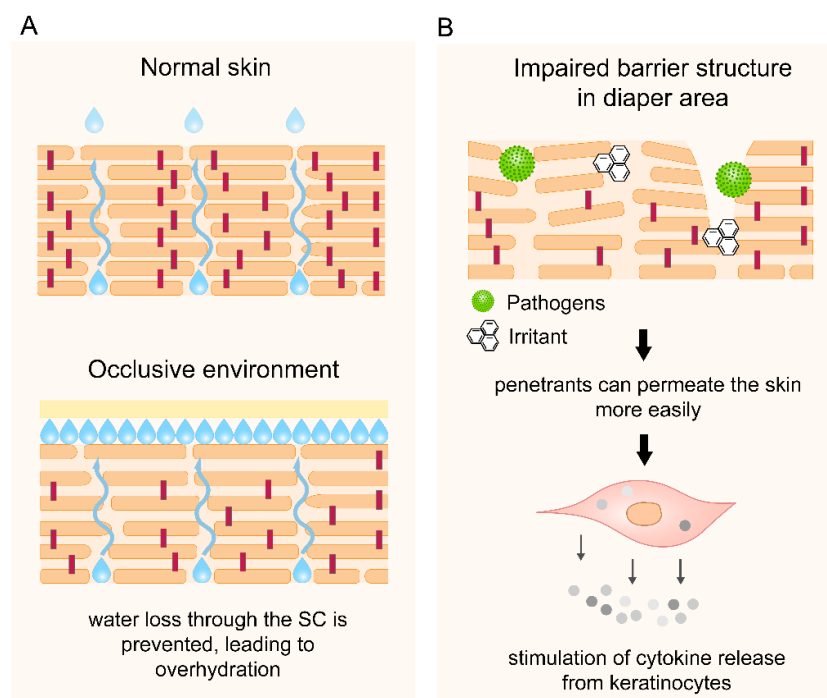 A
Normal skin
Occlusive environment
water loss through the SC is
prevented, leading to
overhydration
B
Impaired barrier structure
in diaper area
Pathogens
Irritant
penetrants can permeate the skin
more easily
stimulation of cytokine release
from keratinocytes